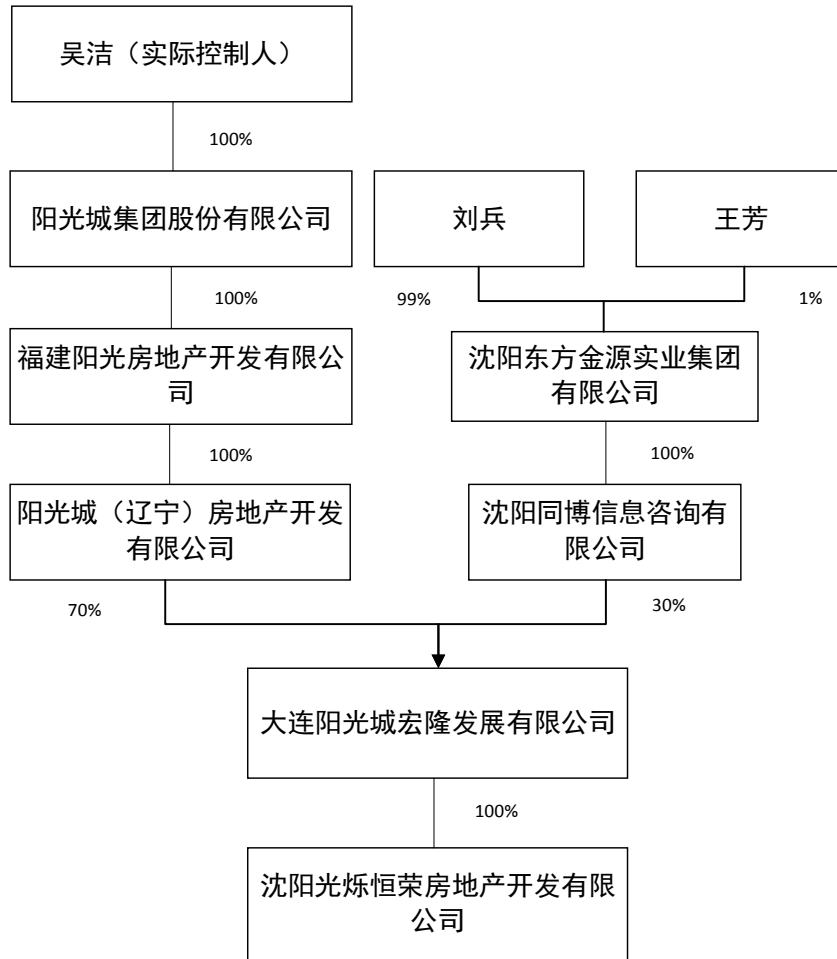 吴洁（实际控制人）
100%
阳光城集团股份有限公司
刘兵
王芳
100%
99%
1%
福建阳光房地产开发有限公
司
沈阳东方金源实业集团
有限公司
100%
100%
阳光城（辽宁）房地产开发
有限公司
沈阳同博信息咨询有
限公司
70%
30%
大连阳光城宏隆发展有限公司
100%
沈阳光烁恒荣房地产开发有限
公司